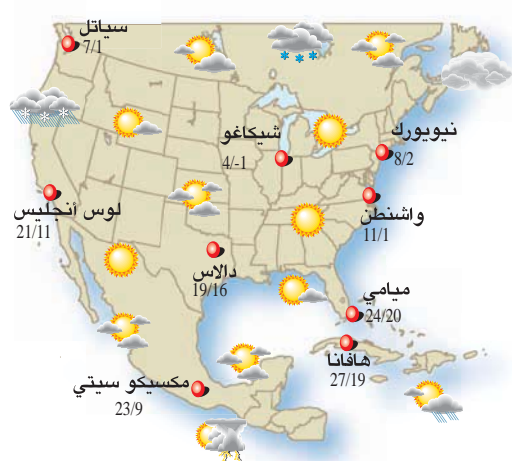 سياتل
7/1
شيكاغو
4/-1
نيويورك
8/2
لوس أنجليس
21/11
واشنطن
11/1
دالاس
19/16
ميامي
24/20
هافانا
27/19
مكسيكو سيتي
23/9